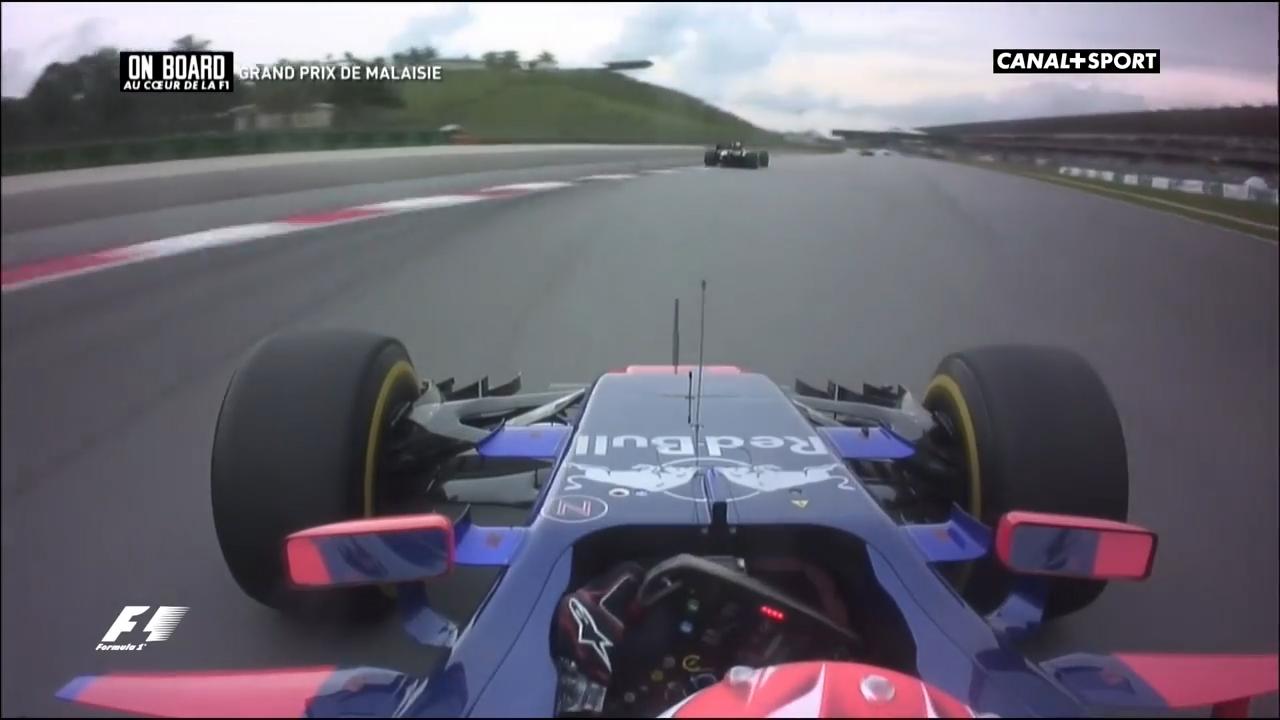 ON BOARD
AU CŒUR DE LA F1
GRAND PRIX DE MALAISIE
CANAL+SPORT
Red Bull
F1
Formula 1